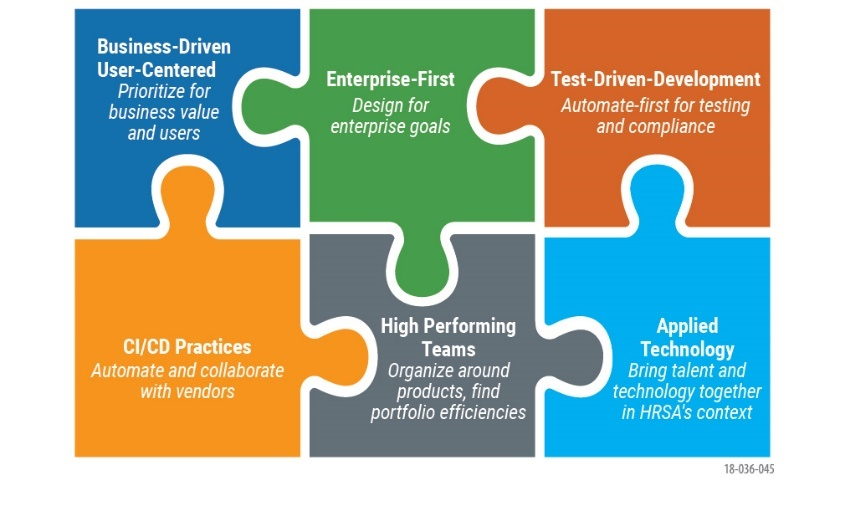 Business-Driven
User-Centered
Prioritize for
business value
and users
Enterprise-First
Design for
enterprise goals
Test-Driven-Development
Automate-first for testing
and compliance
CI/CD Practices
Automate and collaborate
with vendors
High Performing
Teams
Organize around
products, find
portfolio efficiencies
Applied
Technology
Bring talent and
technology together
in HRSA's context
18-036-045